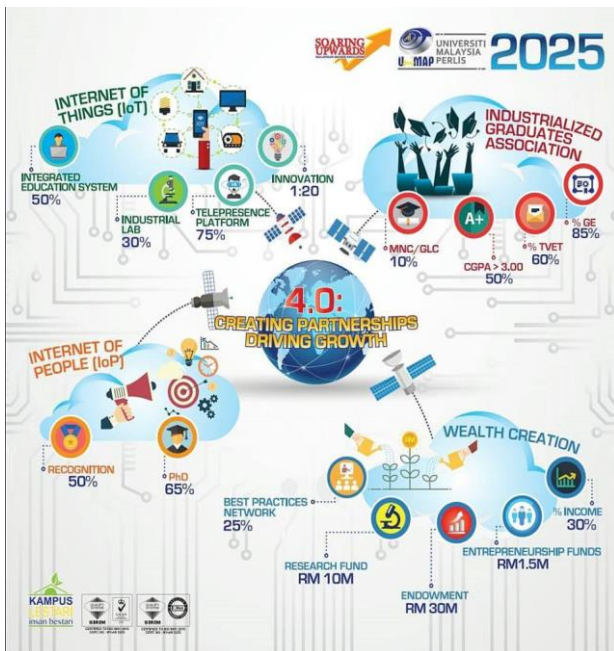 SOARING
UPWARDS
UniMAP
UNIVERSITI
MALAYSIA
PERLIS
2025
INTERNET OF
THINGS (IoT)
INTEGRATED
EDUCATION SYSTEM
50%
INDUSTRIAL
LAB
30%
TELEPRESENCE
PLATFORM
75%
INNOVATION
1:20
INDUSTRIALIZED
GRADUATES
ASSOCIATION
MNC/GLC
10%
A+
CGPA > 3.00
50%
% TVET
60%
% GE
85%
4.0:
CREATING PARTNERSHIPS
DRIVING GROWTH
INTERNET OF
PEOPLE (IoP)
RECOGNITION
50%
PhD
65%
WEALTH CREATION
BEST PRACTICES
NETWORK
25%
RESEARCH FUND
RM 10M
ENDOWMENT
RM 30M
ENTREPRENEURSHIP FUNDS
RM1.5M
% INCOME
30%
KAMPUS
LESTARI
insan bestari
SIRIM
SIRIM